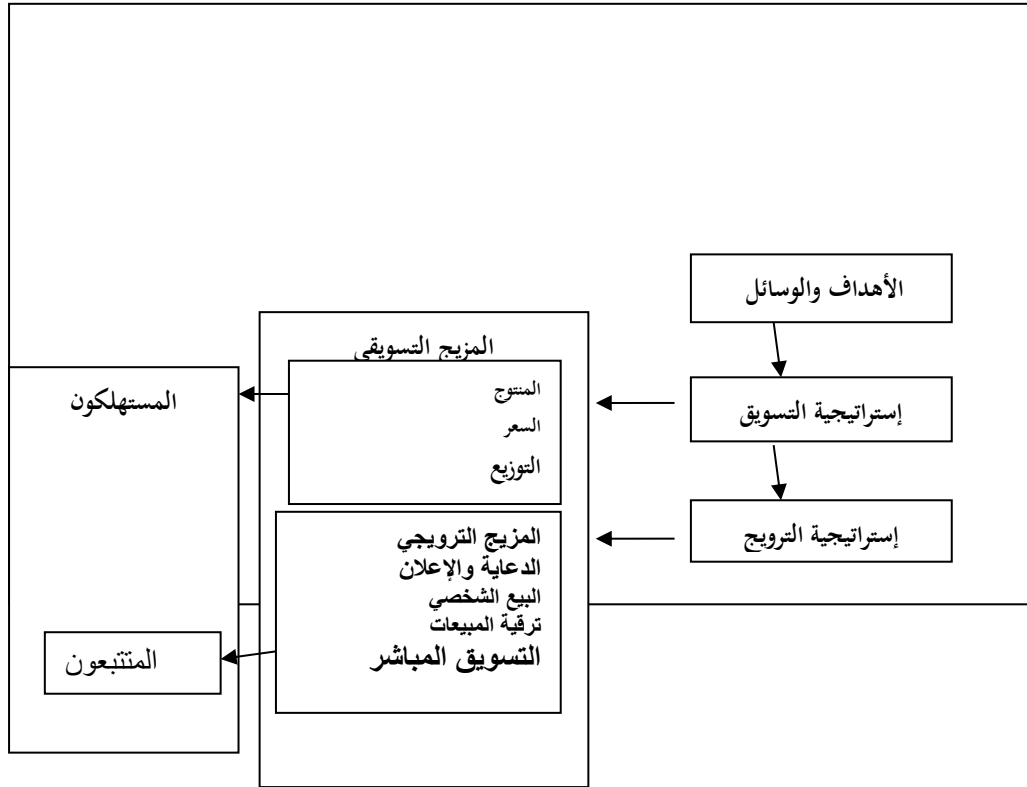 الأهداف والوسائل
إستراتيجية التسويق
إستراتيجية الترويج
المزيج التسويقي
المنتوج
السعر
التوزيع
المزيج الترويجي
الدعاية والإعلان
البيع الشخصي
ترقية المبيعات
التسويق المباشر
المستهلكون
المتتبعون